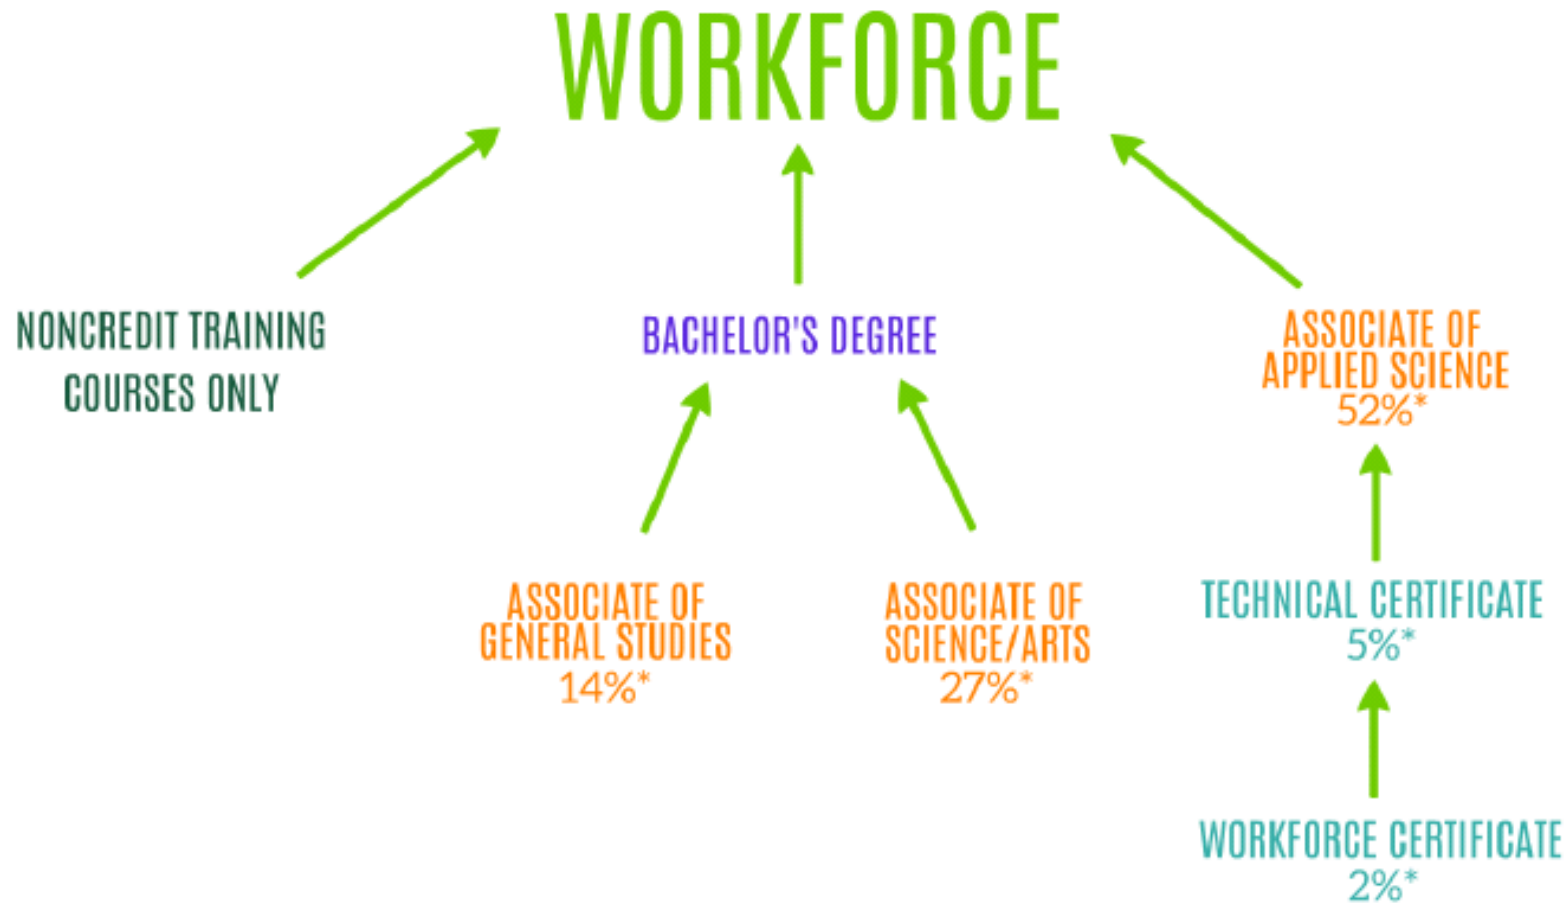 WORKFORCE
NONCREDIT TRAINING
COURSES ONLY
BACHELOR'S DEGREE
ASSOCIATE OF
APPLIED SCIENCE
52%*
ASSOCIATE OF
GENERAL STUDIES
14%*
ASSOCIATE OF
SCIENCE/ARTS
27%*
TECHNICAL CERTIFICATE
5%*
WORKFORCE CERTIFICATE
2%*